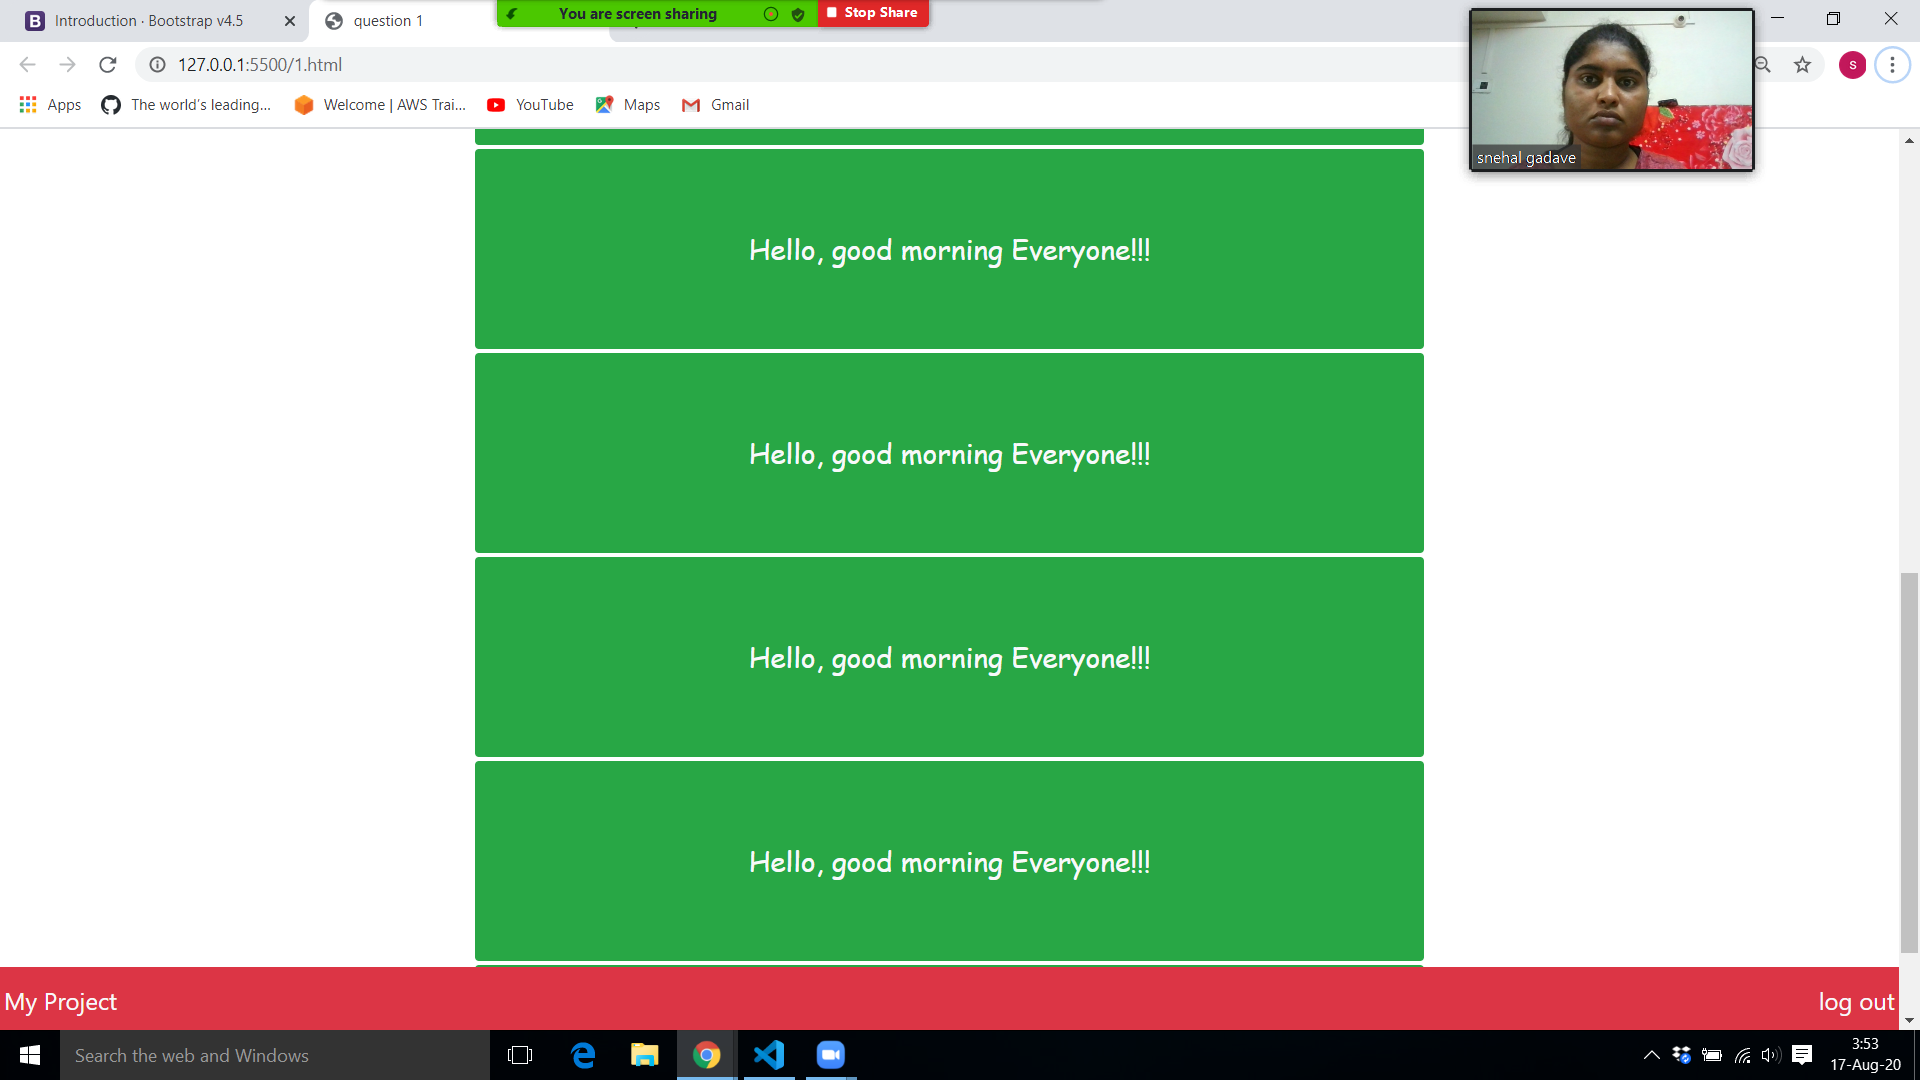 Introduction · Bootstrap v4.5
question 1
You are screen sharing
Stop Share
127.0.0.1:5500/1.html
s
Apps
The world's leading...
Welcome | AWS Trai...
YouTube
Maps
Gmail
snehal gadave
Hello, good morning Everyone!!!
Hello, good morning Everyone!!!
Hello, good morning Everyone!!!
Hello, good morning Everyone!!!
My Project
log out
Search the web and Windows
3:53
17-Aug-20